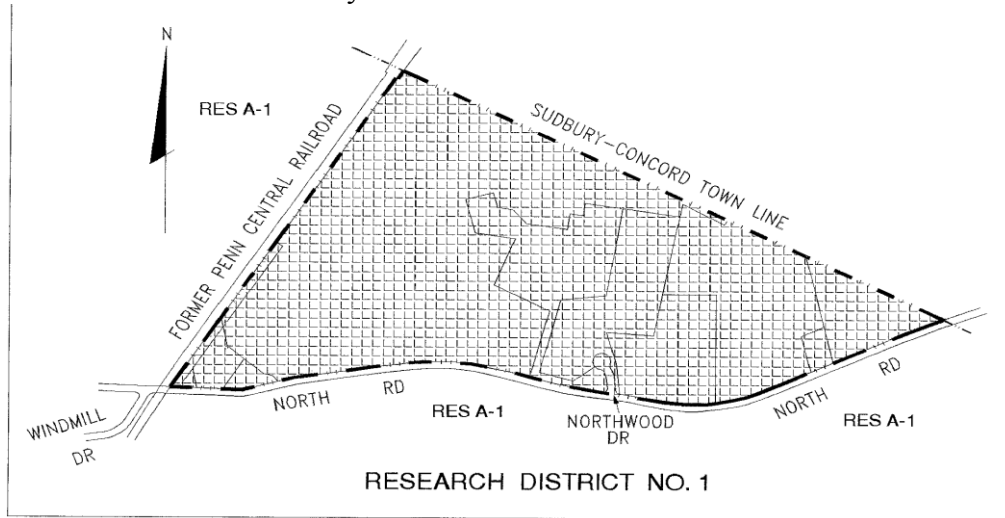 N
RES A-1
FORMER PENN CENTRAL RAILROAD
SUDBURY-CONCORD TOWN LINE
WINDMILL
DR
NORTH RD
RES A-1
NORTHWOOD
DR
NORTH RD
RES A-1
RESEARCH DISTRICT NO. 1